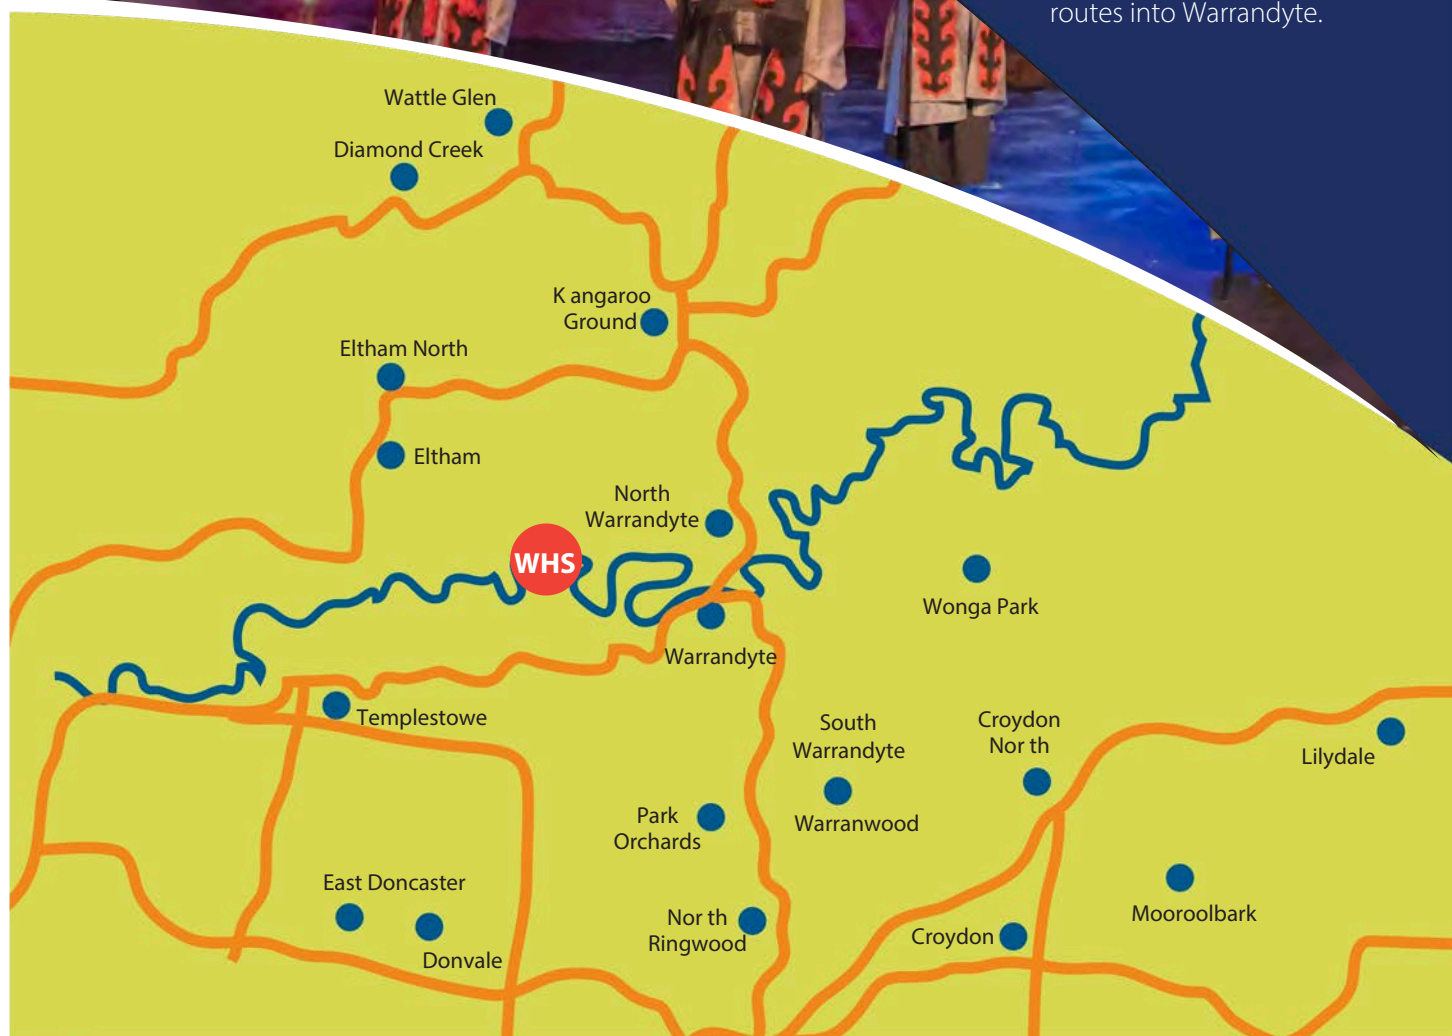 routes into Warrandyte.
Wattle Glen
Diamond Creek
K angaroo
Ground
Eltham North
Eltham
North
Warrandyte
WHS
Wonga Park
Warrandyte
Templestowe
South
Warrandyte
Croydon
Nor th
Lilydale
Park
Orchards
Warranwood
East Doncaster
Mooroolbark
Nor th
Ringwood
Croydon
Donvale